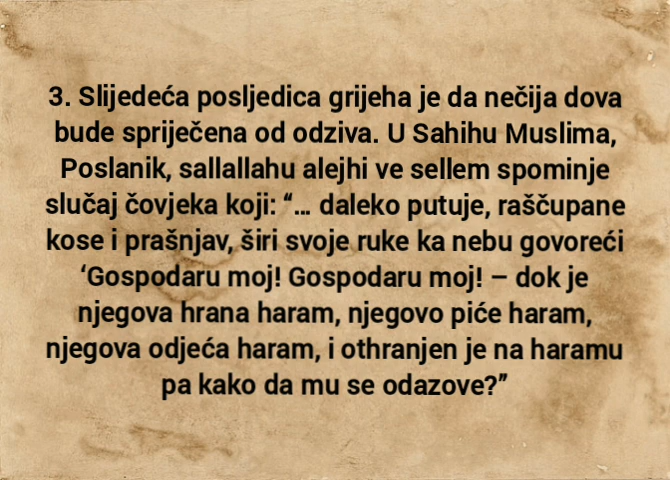 3. Slijedeća posljedica grijeha je da nečija dova
bude spriječena od odziva. U Sahihu Muslima,
Poslanik, sallallahu alejhi ve sellem spominje
slučaj čovjeka koji: “... daleko putuje, raščupane
kose i prašnjav, širi svoje ruke ka nebu govoreći
‘Gospodaru moj! Gospodaru moj! – dok je
njegova hrana haram, njegovo piće haram,
njegova odjeća haram, i othranjen je na haramu
pa kako da mu se odazove?”